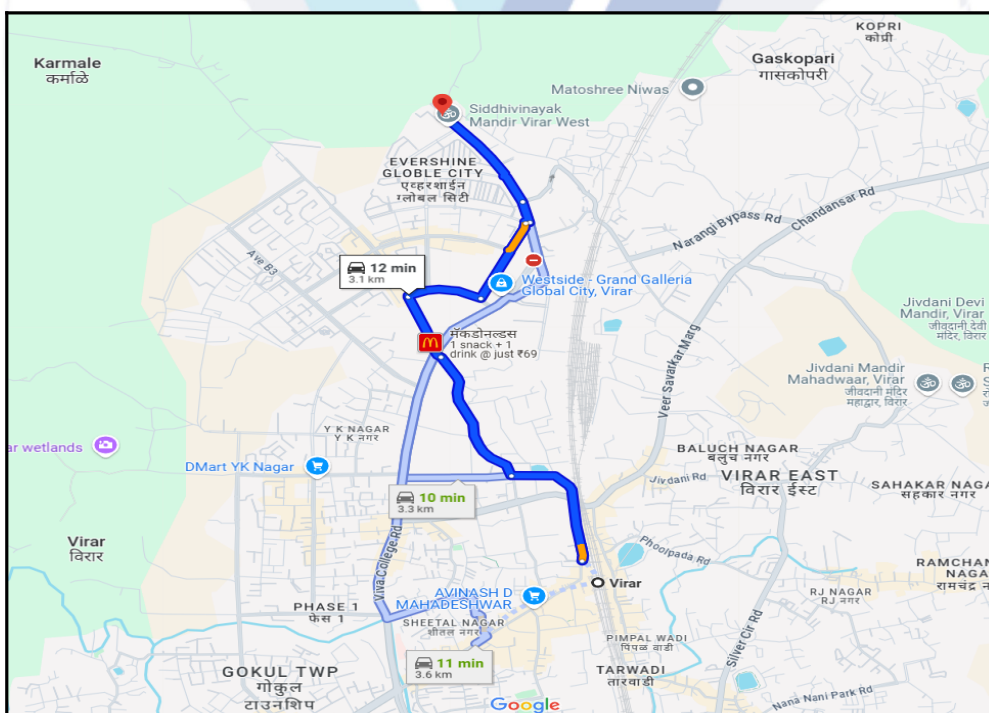 KOPRI
कोप्री
Karmale
कर्माळे
Gaskopari
गासकोपरी
Matoshree Niwas
Siddhivinayak
Mandir Virar West
EVERSHINE
GLOBLE CITY
एव्हरशाईन
ग्लोबल सिटी
Chandansar Rd
Narangi Bypass Rd
Ave B3
12 min
3.1 km
Westside - Grand Galleria
Global City, Virar
Jivdani Devi
Mandir, Virar
जीवदानी देवी
मंदिर, विरार
मॅकडोनल्डस
1 snack + 1
drink @ just ₹69
Veer Savatkar Marg
Jivdani Mandir
Mahadwaar, Virar
जीवदानी मंदिर
महाद्वार, विरार
Y K NAGAR
Y K नगर
ar wetlands
DMart YK Nagar
BALUCH NAGAR
बलुच नगर
Jivdani Rd
VIRAR EAST
विरार ईस्ट
SAHAKAR NAGA
सहकार नगर
10 min
3.3 km
Viva College Rd
Virar
विरार
Phoolpada Rd
Virar
RAMCHAN
NAGA
रामचंद्र न
AVINASH D
MAHADESHWAR
RJ NAGAR
RJ नगर
PHASE 1
फेस 1
SHEETAL NAGAR
शीतल नगर
PIMPAL WADI
पिंपळ वाडी
Silver Cir Rd
11 min
3.6 km
TARWADI
तारवाडी
GOKUL TWP
गोकुल
टाउनशिप
Nana Nani Park Rd
Google